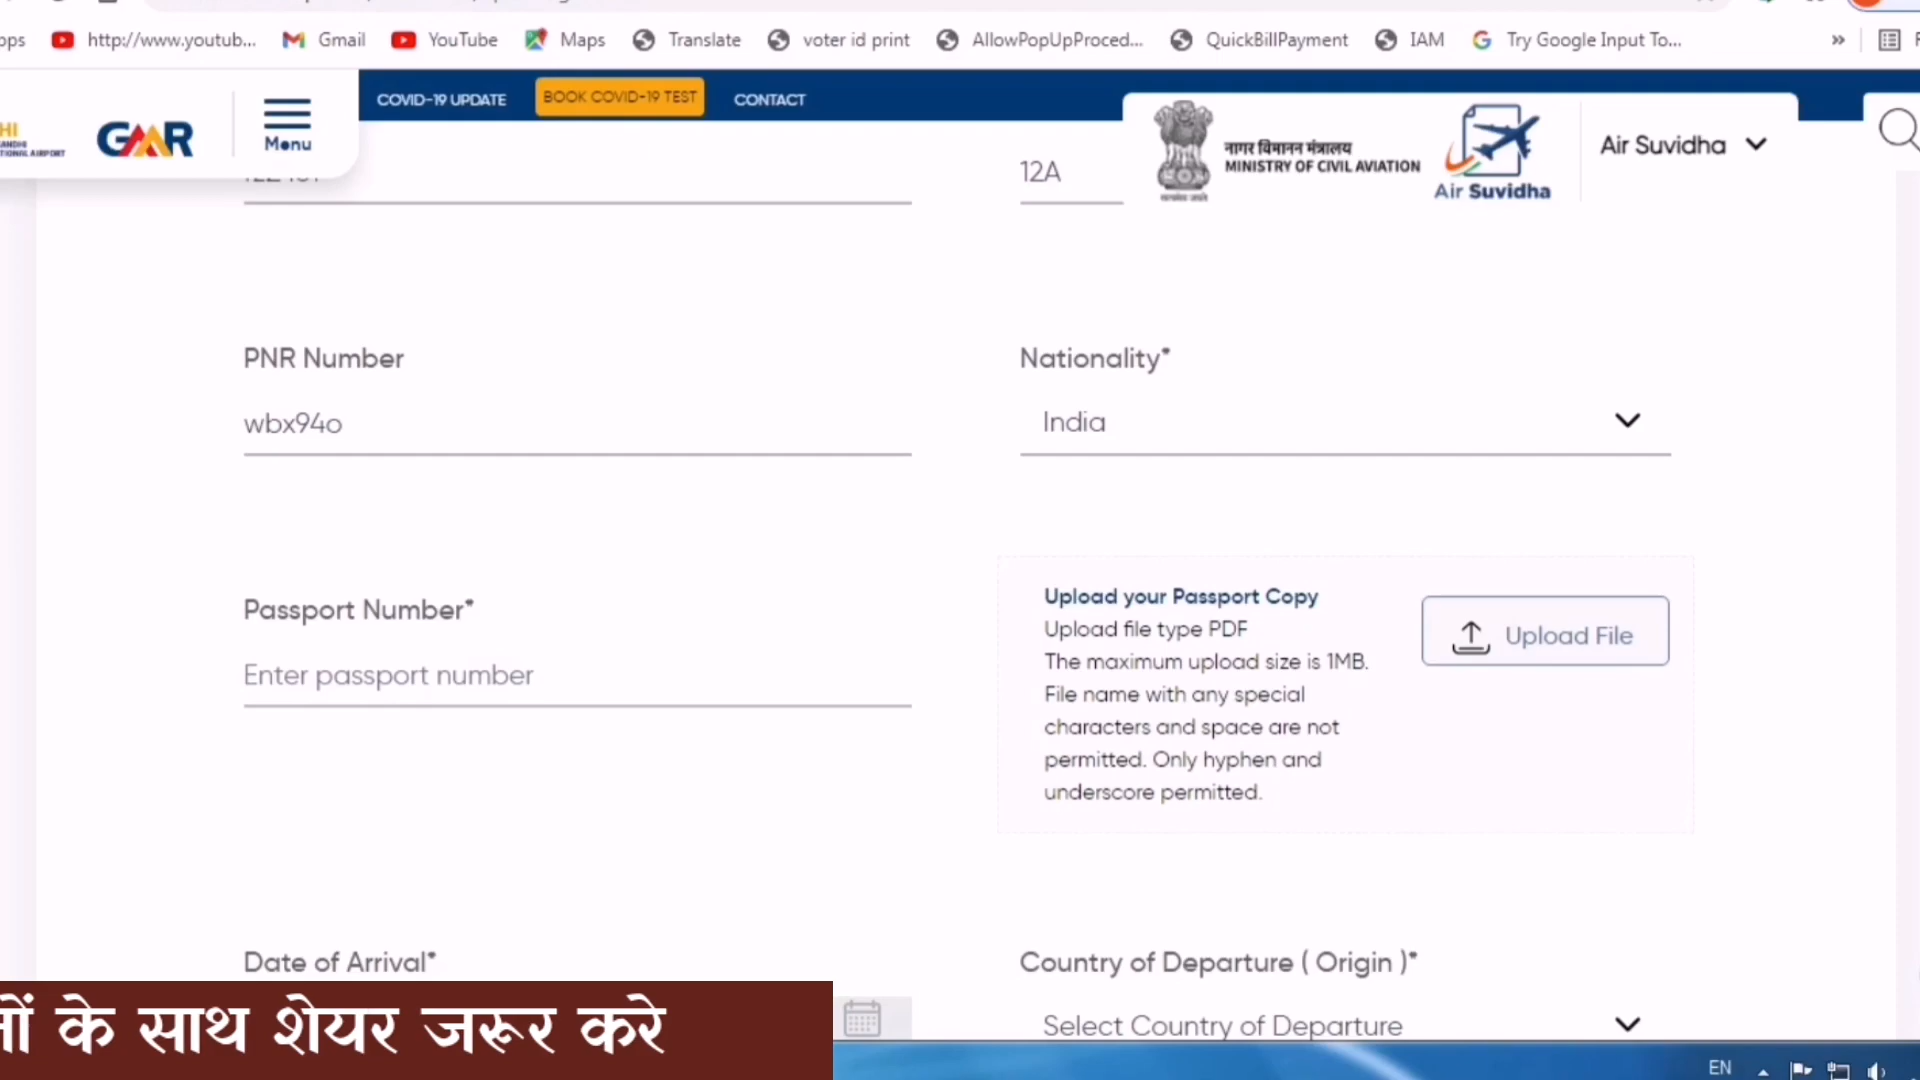 http://www.youtub... Gmail YouTube Maps Translate voter id print AllowPopUpProced... QuickBillPayment IAM Try Google Input To... »
COVID-19 UPDATE BOOK COVID-19 TEST CONTACT
GMR Menu
नागर विमानन मंत्रालय
MINISTRY OF CIVIL AVIATION
Air Suvidha
Air Suvidha
12A
PNR Number
wbx94o
Nationality*
India
Passport Number*
Enter passport number
Upload your Passport Copy
Upload file type PDF
The maximum upload size is 1MB.
File name with any special
characters and space are not
permitted. Only hyphen and
underscore permitted.
Upload File
Date of Arrival*
Country of Departure ( Origin )*
Select Country of Departure
के साथ शेयर जरूर करे
EN